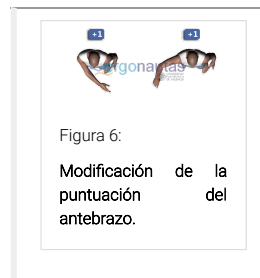 +1 +1
ergonautas
Figura 6:
Modificación de la
puntuación del
antebrazo.